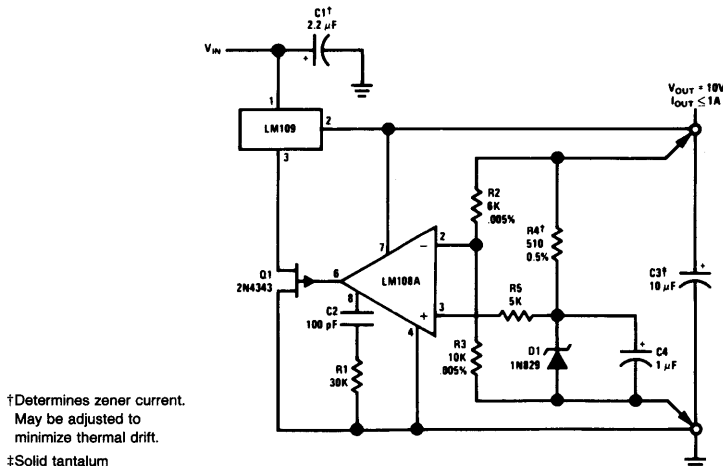 C1†
2.2 μF
+
VIN
1
LM109
2
3
VOUT = 10V
IOUT ≤ 1A
R2
6K
.005%
R4†
510
0.5%
7
2
−
Q1
2N4343
6
LM108A
8
C2
100 pF
R5
5K
3
+
4
C3‡
10 μF
+
R3
10K
.005%
D1
1N829
+
C4
1 μF
R1
30K
†Determines zener current.
May be adjusted to
minimize thermal drift.
‡Solid tantalum